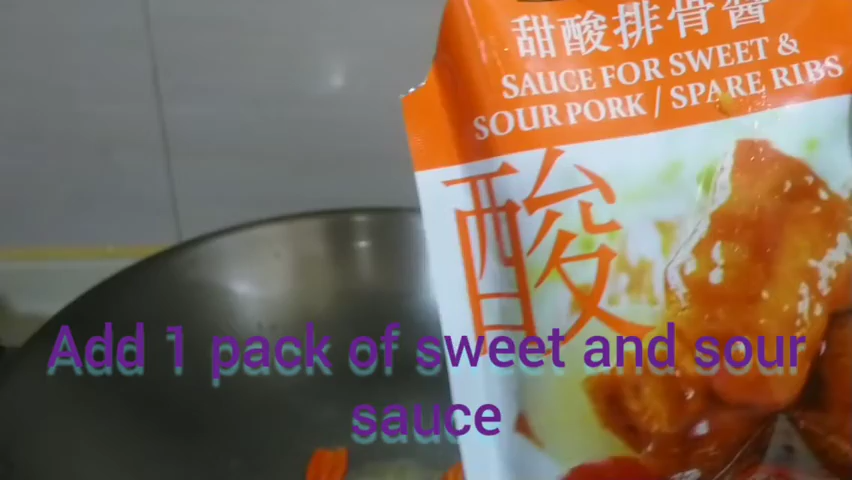 甜酸排骨醬
SAUCE FOR SWEET &
SOUR PORK / SPARE RIBS
酸
Add 1 pack of sweet and sour
sauce